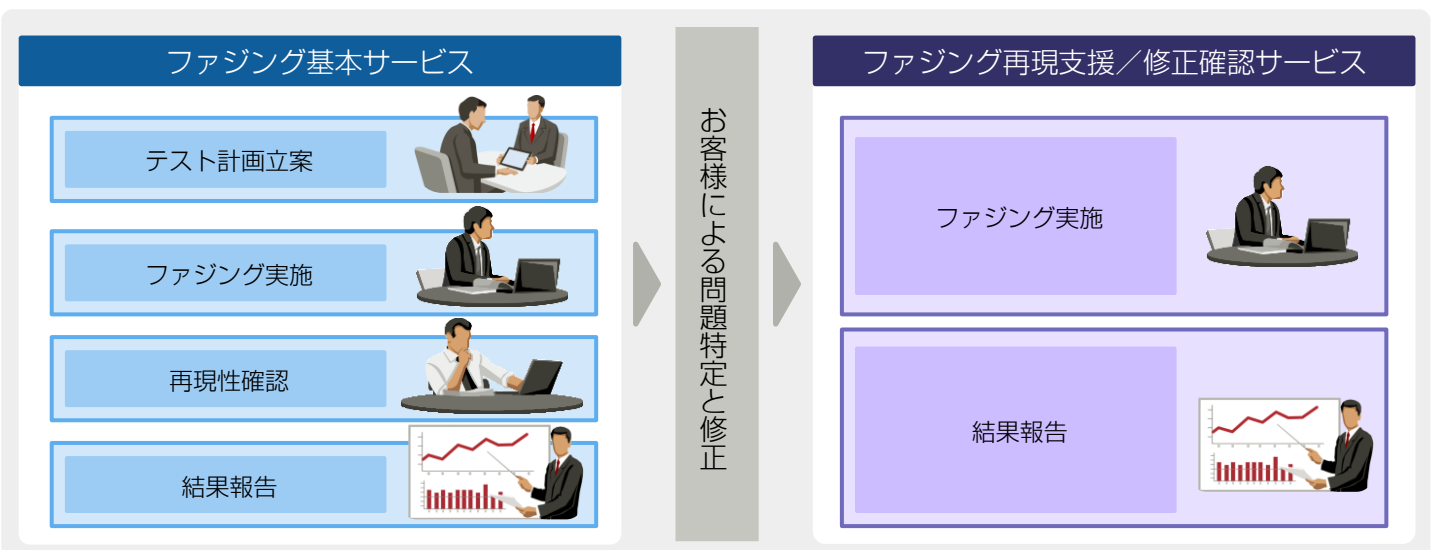 ファジング基本サービス
テスト計画立案
ファジング実施
再現性確認
結果報告
お客様による問題特定と修正
ファジング再現支援／修正確認サービス
ファジング実施
結果報告